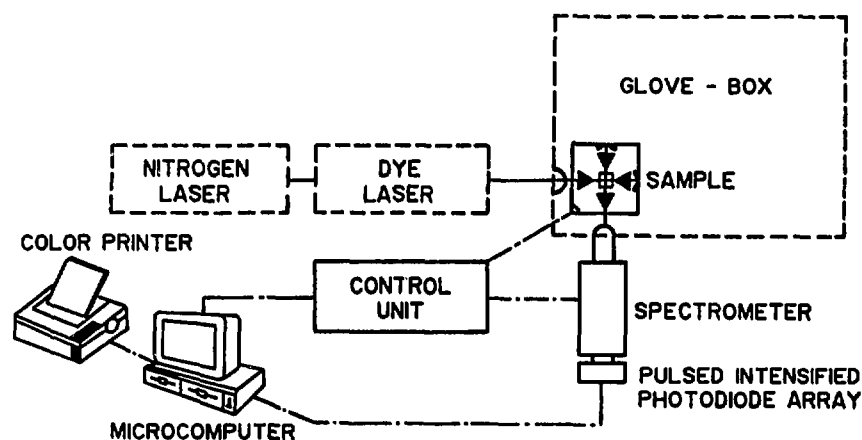 GLOVE - BOX
NITROGEN
LASER
DYE
LASER
SAMPLE
COLOR PRINTER
CONTROL
UNIT
SPECTROMETER
PULSED INTENSIFIED
PHOTODIODE ARRAY
MICROCOMPUTER